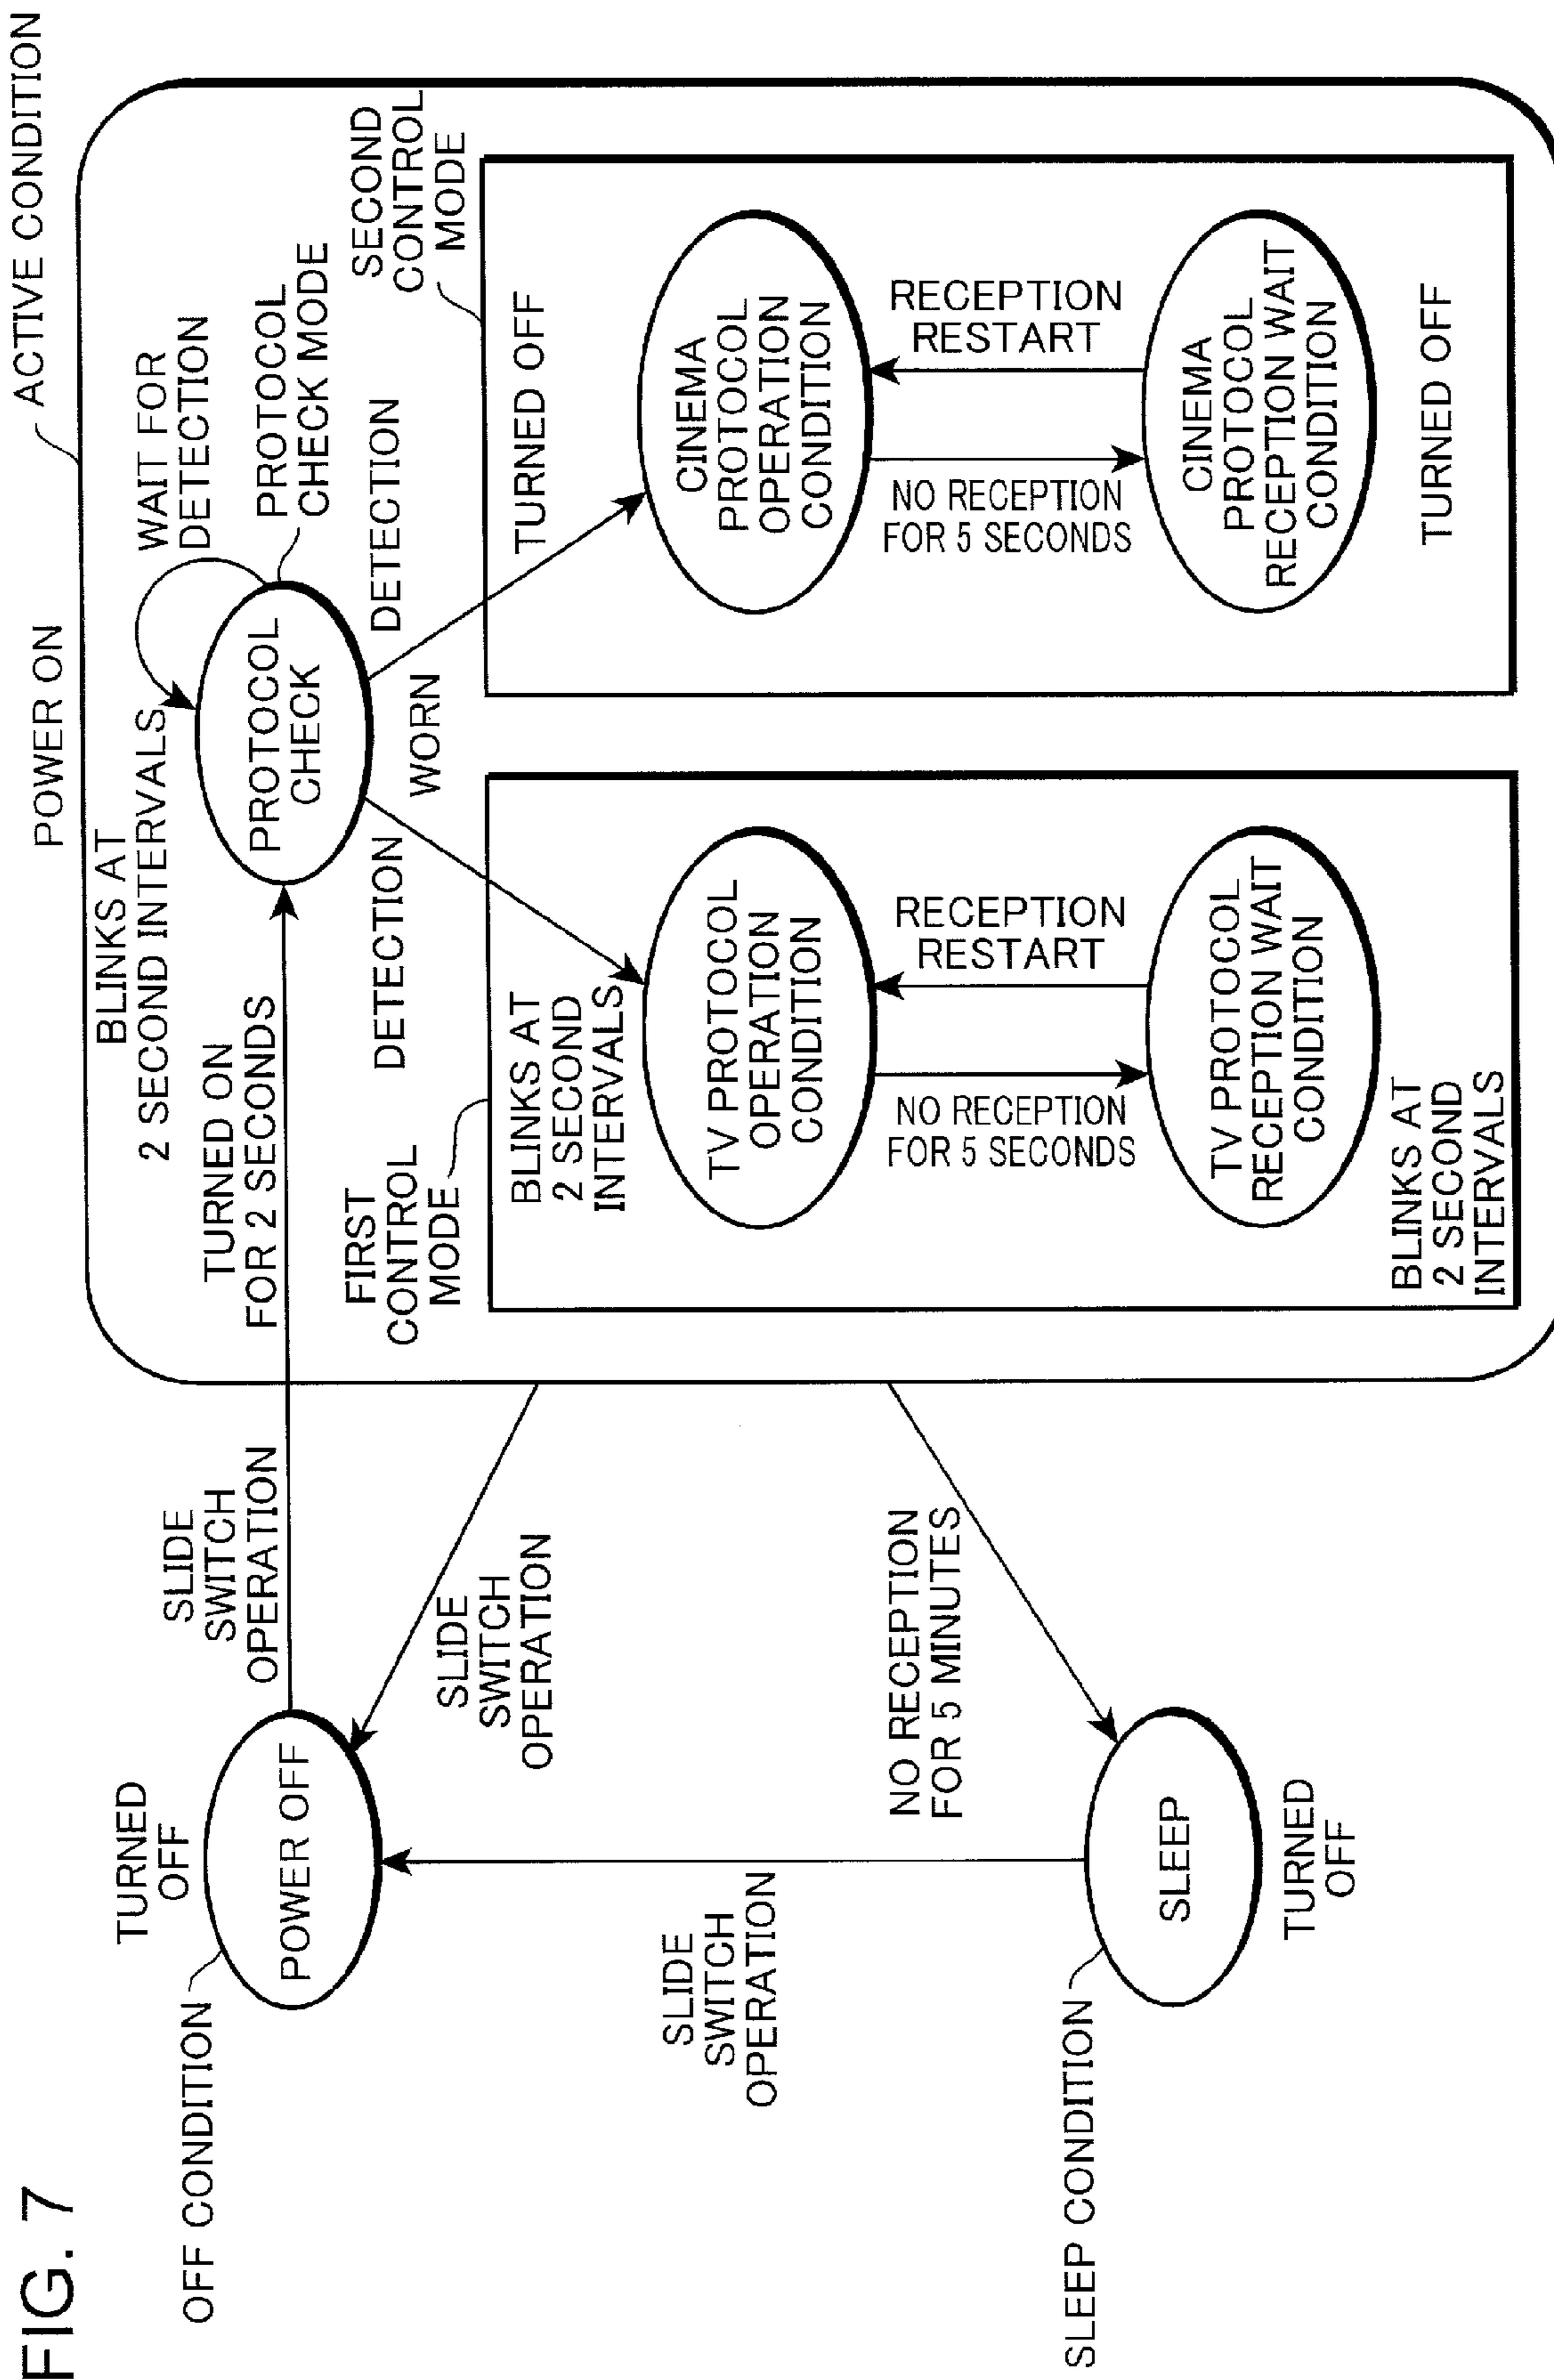 FIG. 7
OFF CONDITION
TURNED
OFF
POWER OFF
SLIDE
SWITCH
OPERATION
SLIDE
SWITCH
OPERATION
SLIDE
SWITCH
OPERATION
NO RECEPTION
FOR 5 MINUTES
SLEEP CONDITION
SLEEP
TURNED
OFF
POWER ON
ACTIVE CONDITION
TURNED ON
FOR 2 SECONDS
BLINKS AT
2 SECOND INTERVALS
WAIT FOR
DETECTION
PROTOCOL
CHECK
PROTOCOL
CHECK MODE
DETECTION
WORN
DETECTION
FIRST
CONTROL
MODE
BLINKS AT
2 SECOND
INTERVALS
TV PROTOCOL
OPERATION
CONDITION
NO RECEPTION
FOR 5 SECONDS
RECEPTION
RESTART
TV PROTOCOL
RECEPTION WAIT
CONDITION
BLINKS AT
2 SECOND
INTERVALS
SECOND
CONTROL
MODE
TURNED OFF
CINEMA
PROTOCOL
OPERATION
CONDITION
NO RECEPTION
FOR 5 SECONDS
RECEPTION
RESTART
CINEMA
PROTOCOL
RECEPTION WAIT
CONDITION
TURNED OFF